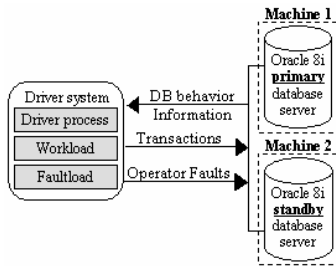 Machine 1
Oracle 8i
primary
database
server
Driver system
Driver process
Workload
Faultload
DB behavior
Information
Transactions
Operator Faults
Machine 2
Oracle 8i
standby
database
server